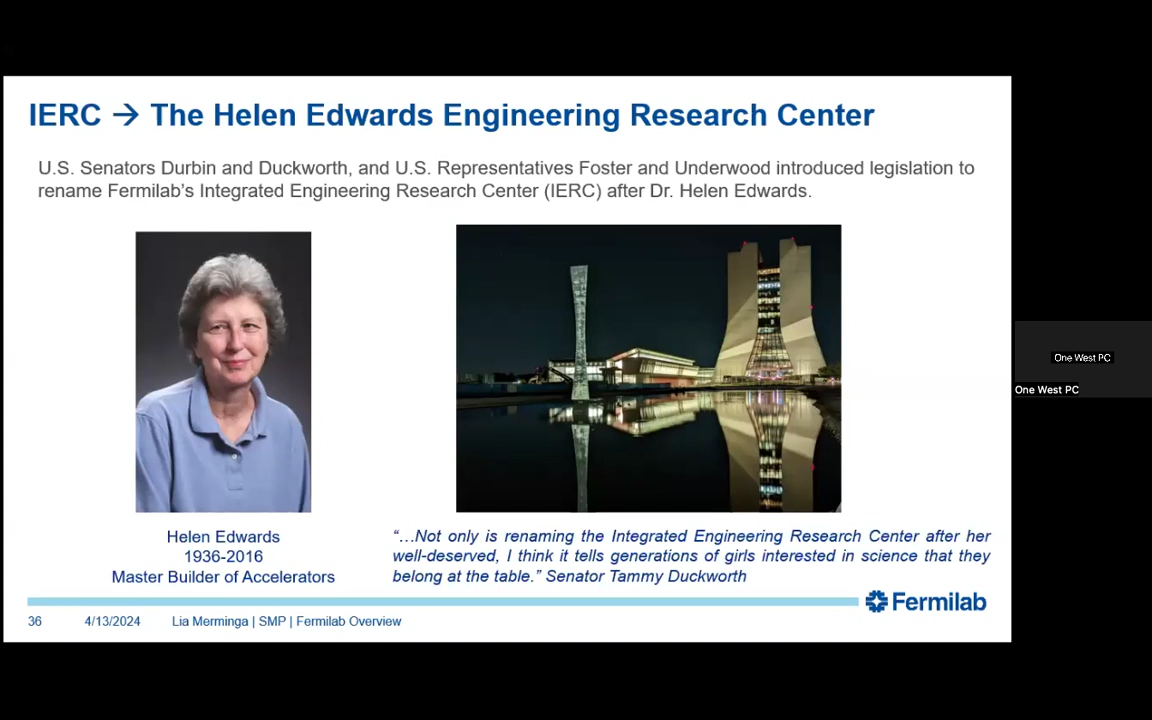 IERC → The Helen Edwards Engineering Research Center
U.S. Senators Durbin and Duckworth, and U.S. Representatives Foster and Underwood introduced legislation to
rename Fermilab's Integrated Engineering Research Center (IERC) after Dr. Helen Edwards.
Helen Edwards
1936-2016
Master Builder of Accelerators
“…Not only is renaming the Integrated Engineering Research Center after her
well-deserved, I think it tells generations of girls interested in science that they
belong at the table.” Senator Tammy Duckworth
Fermilab
36 4/13/2024 Lia Merminga | SMP | Fermilab Overview
One West PC
One West PC